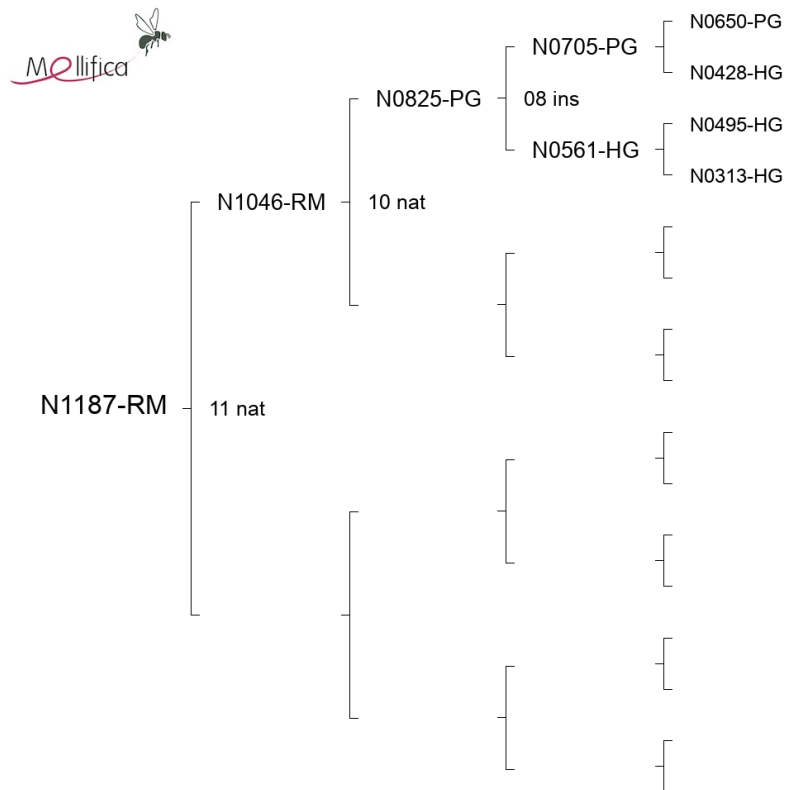 Mellifica
N0650-PG
N0705-PG
N0428-HG
N0825-PG
08 ins
N0495-HG
N0561-HG
N0313-HG
N1046-RM
10 nat
N1187-RM
11 nat